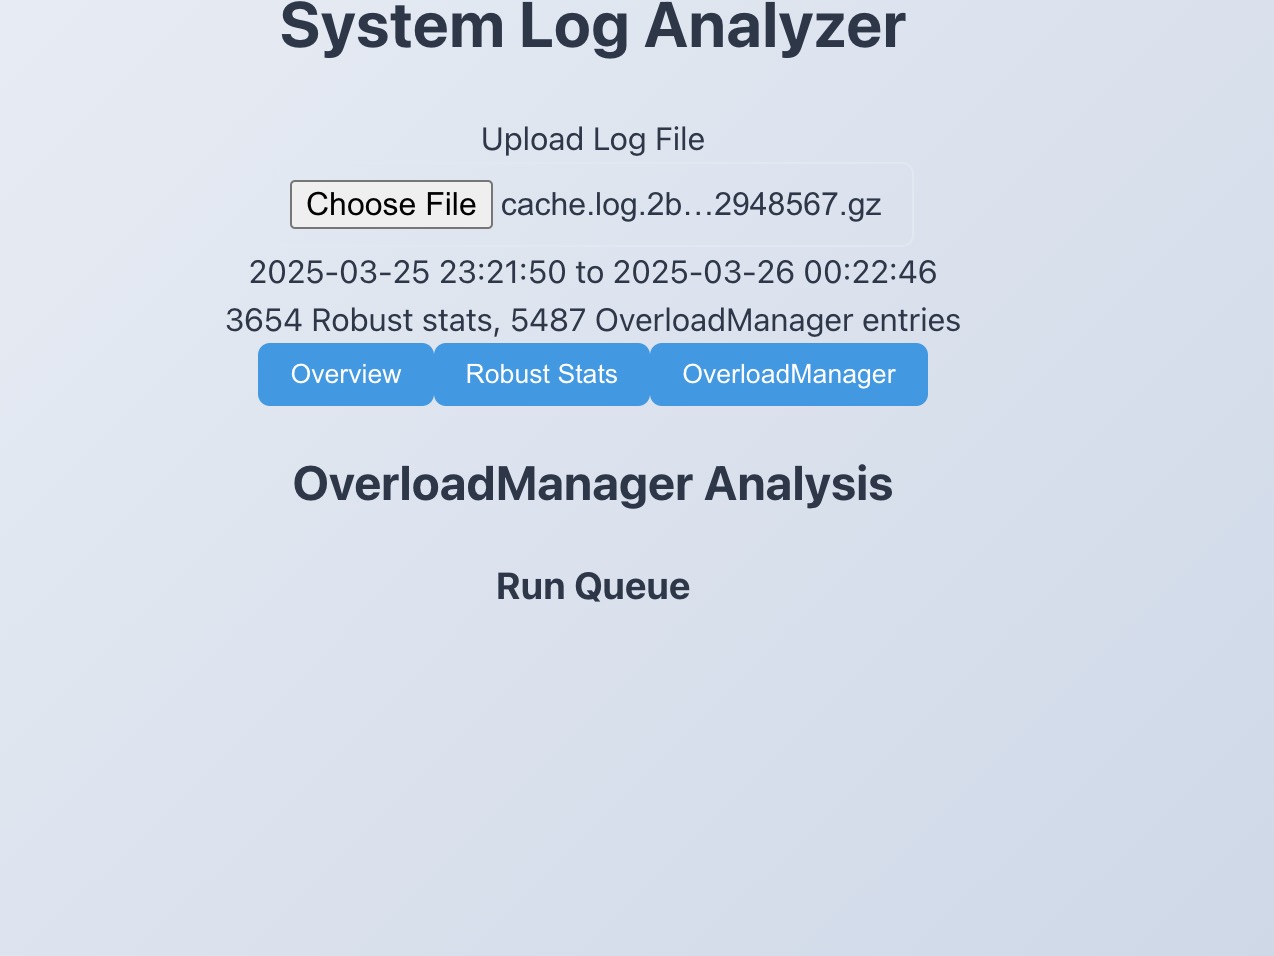 System Log Analyzer
Upload Log File
Choose File cache.log.2b…2948567.gz
2025-03-25 23:21:50 to 2025-03-26 00:22:46
3654 Robust stats, 5487 OverloadManager entries
Overview Robust Stats OverloadManager
OverloadManager Analysis
Run Queue